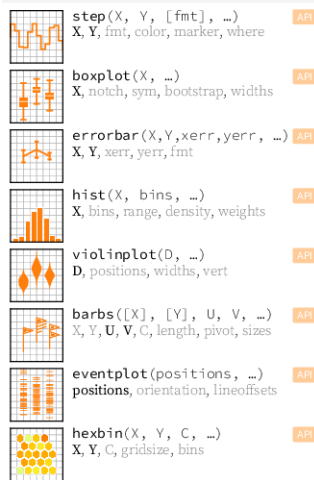 step(X, Y, [fmt], …) API
X, Y, fmt, color, marker, where
boxplot(X, …) API
X, notch, sym, bootstrap, widths
errorbar(X,Y,xerr,yerr, …) API
X, Y, xerr, yerr, fmt
hist(X, bins, …) API
X, bins, range, density, weights
violinplot(D, …) API
D, positions, widths, vert
barbs([X], [Y], U, V, …) API
X, Y, U, V, C, length, pivot, sizes
eventplot(positions, …) API
positions, orientation, lineoffsets
hexbin(X, Y, C, …) API
X, Y, C, gridsize, bins